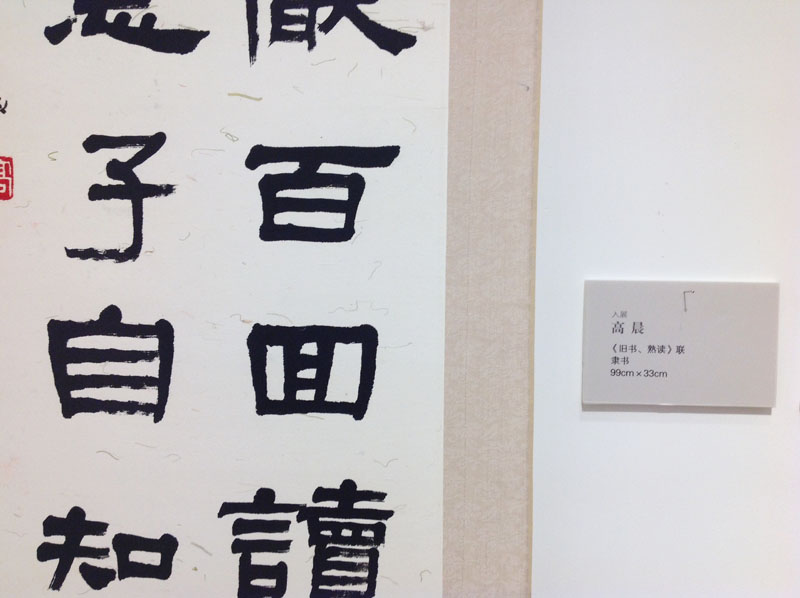 百回讀
子自知
入展
高晨
《旧书、熟读》联
隶书
99cm×33cm